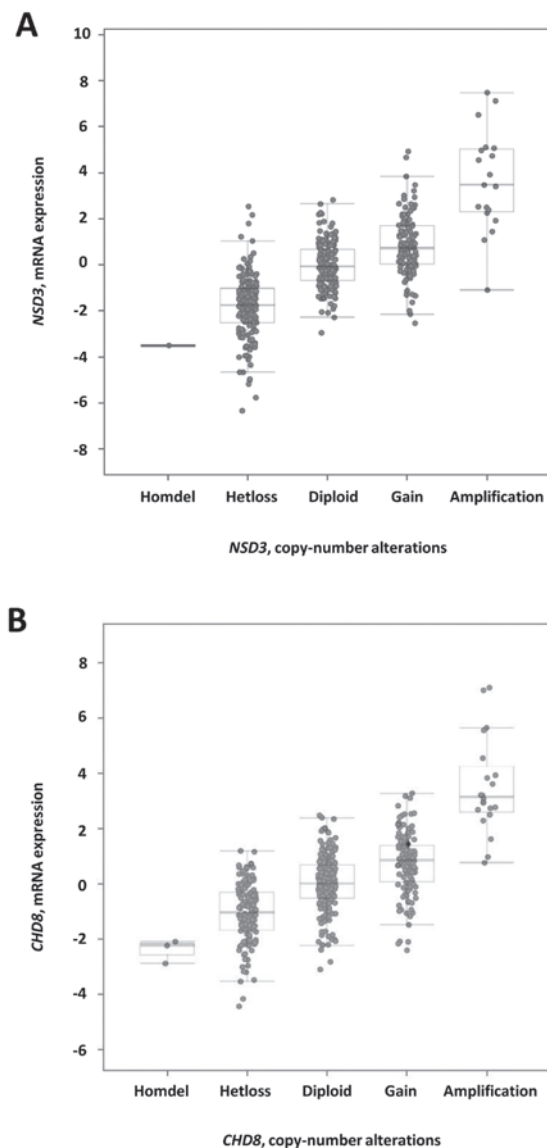 A
10
8
6
4
2
0
-2
-4
-6
-8
NSD3, mRNA expression
Homdel Hetloss Diploid Gain Amplification
NSD3, copy-number alterations
B
8
6
4
2
0
-2
-4
-6
CHD8, mRNA expression
Homdel Hetloss Diploid Gain Amplification
CHD8, copy-number alterations